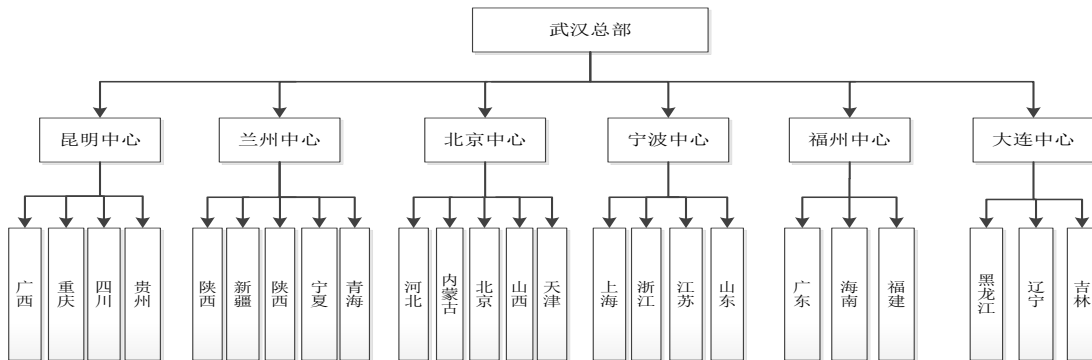 武汉总部
昆明中心
兰州中心
北京中心
宁波中心
福州中心
大连中心
广西
重庆
四川
贵州
陕西
新疆
陕西
宁夏
青海
河北
内蒙古
北京
山西
天津
上海
浙江
江苏
山东
广东
海南
福建
黑龙江
辽宁
吉林